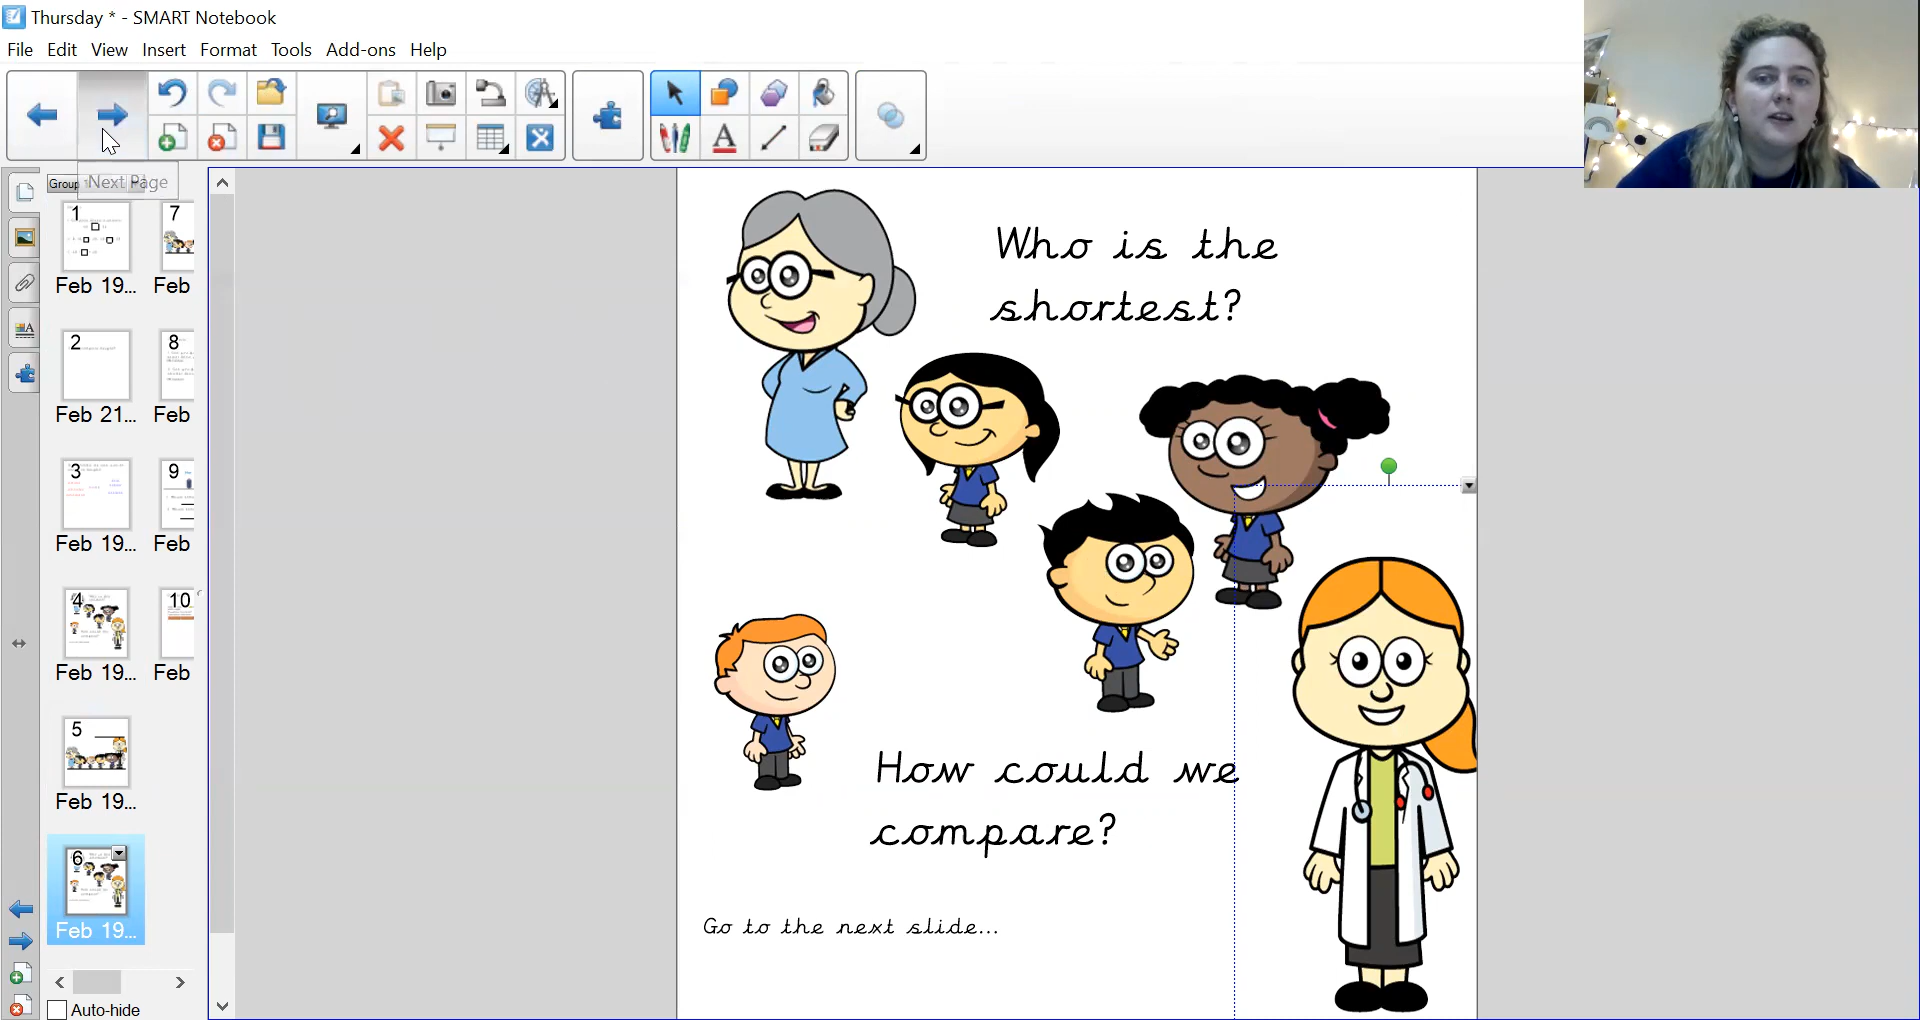 Thursday * - SMART Notebook
File Edit View Insert Format Tools Add-ons Help
Next Page
Group 1
1
7
Feb 19... Feb
2
8
Feb 21... Feb
3
9
Feb 19... Feb
4
10
Feb 19... Feb
5
Feb 19...
6
Feb 19...
Auto-hide
Who is the
shortest?
How could we
compare?
Go to the next slide...